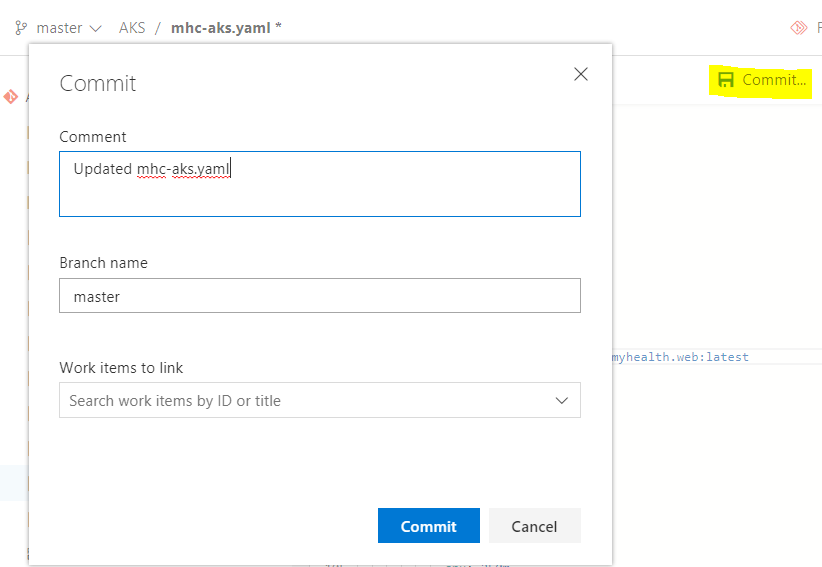 master AKS / mhc-aks.yaml *
Commit
Commit...
Comment
Updated mhc-aks.yaml
Branch name
master
myhealth.web:latest
Work items to link
Search work items by ID or title
Commit Cancel